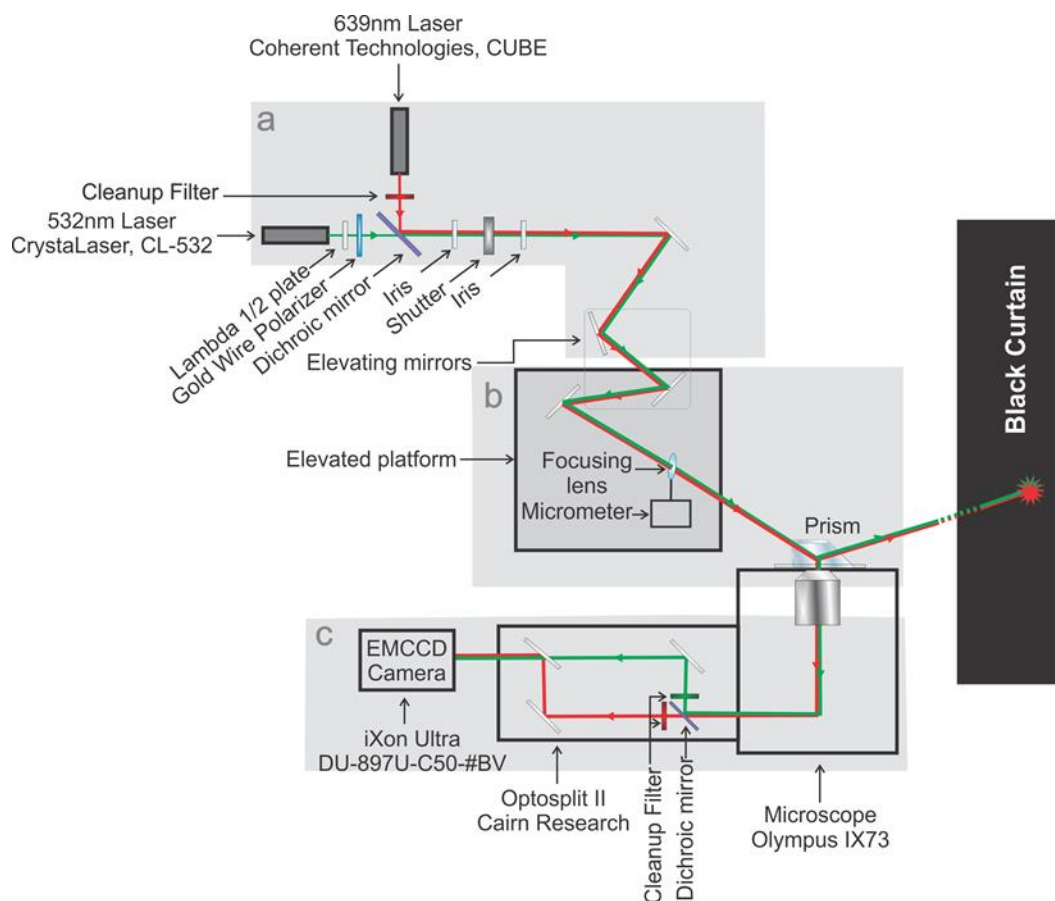 639nm Laser
Coherent Technologies, CUBE
a
Cleanup Filter
532nm Laser
CrystaLaser, CL-532
Lambda 1/2 plate
Gold Wire Polarizer
Dichroic mirror
Iris
Shutter
Iris
Elevating mirrors
b
Elevated platform
Focusing
lens
Micrometer
Prism
Black Curtain
c
EMCCD
Camera
iXon Ultra
DU-897U-C50-#BV
Optosplit II
Cairn Research
Cleanup Filter
Dichroic mirror
Microscope
Olympus IX73